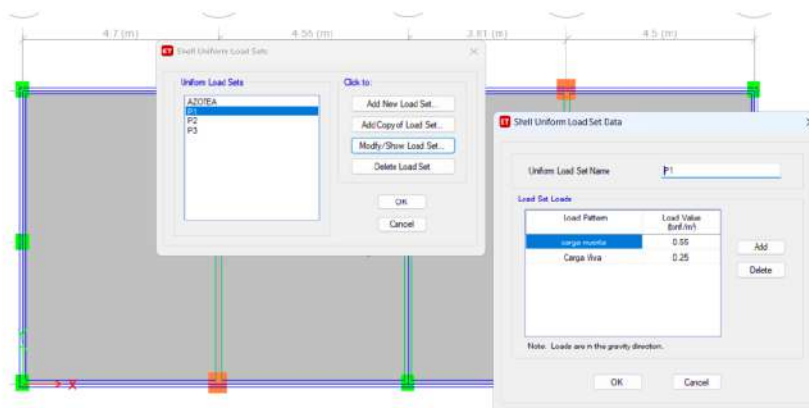 4.7 (m)
4.55 (m)
3.81 (m)
4.5 (m)
Shell Uniform Load Sets
Uniform Load Sets
AZOTEA
P1
P2
P3
Click to:
Add New Load Set...
Add Copy of Load Set...
Modify/Show Load Set...
Delete Load Set
OK
Cancel
Shell Uniform Load Set Data
Uniform Load Set Name
P1
Load Set Loads
Load Pattern
Load Value
(tonf/m²)
carga muerta
0.55
Carga Viva
0.25
Add
Delete
Note: Loads are in the gravity direction.
OK
Cancel
X